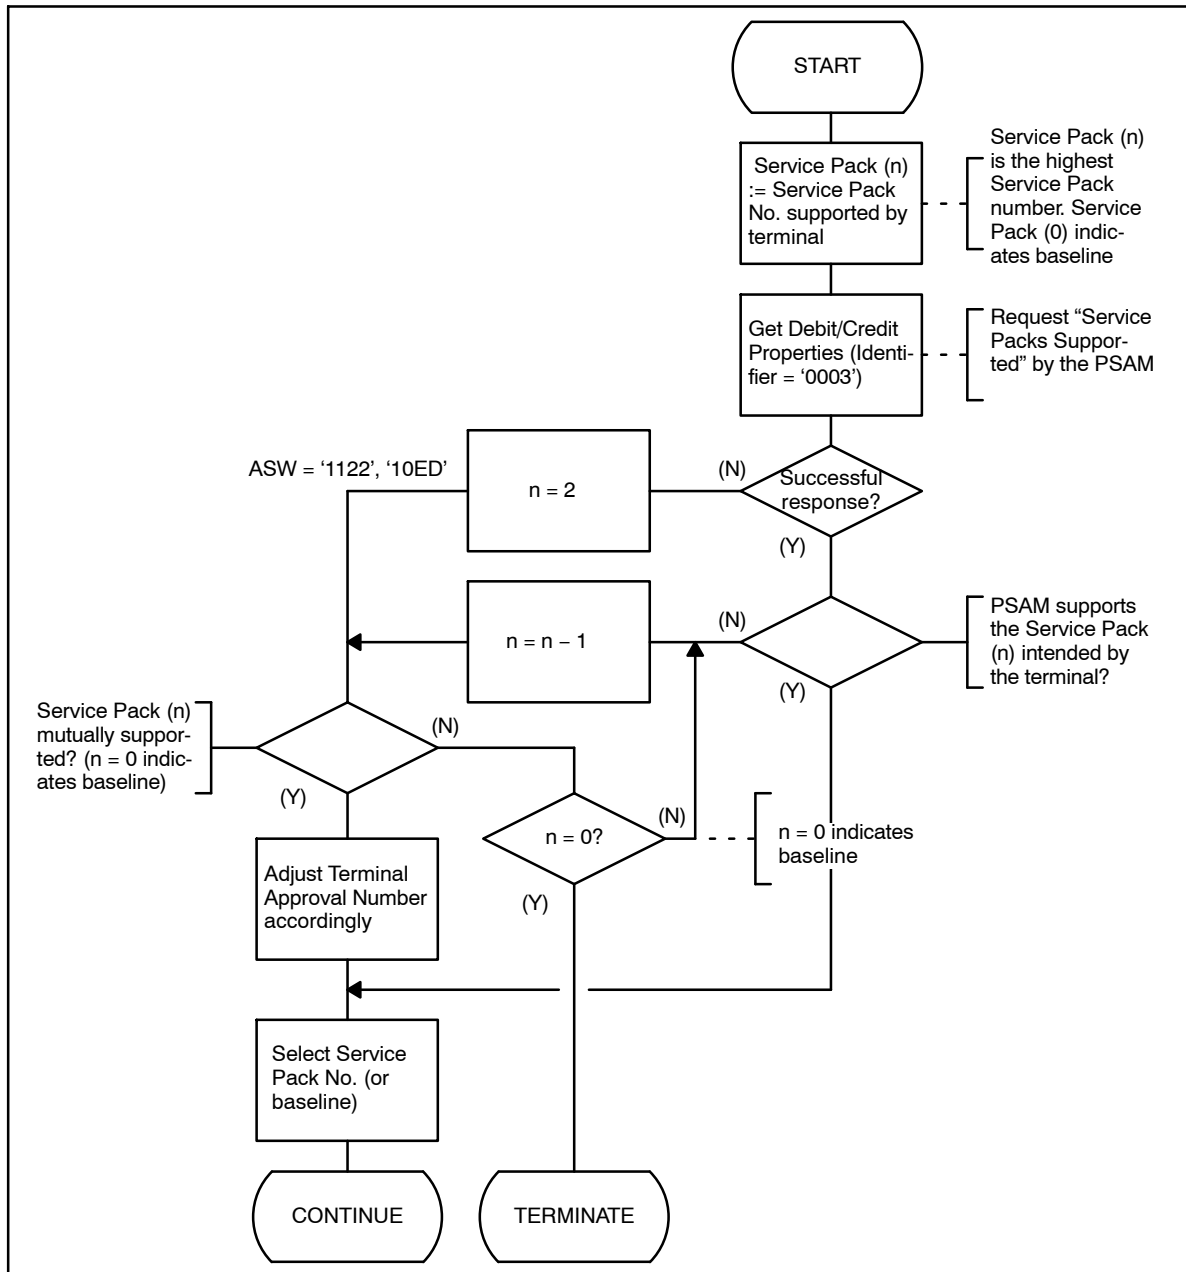 START
Service Pack (n)
:= Service Pack
No. supported by
terminal
Service Pack (n)
is the highest
Service Pack
number. Service
Pack (0) indic-
ates baseline
Get Debit/Credit
Properties (Identi-
fier = ‘0003’)
Request “Service
Packs Suppor-
ted” by the PSAM
ASW = ‘1122’, ‘10ED’
n = 2
(N)
Successful
response?
(Y)
n = n − 1
(N)
(Y)
PSAM supports
the Service Pack
(n) intended by
the terminal?
Service Pack (n)
mutually suppor-
ted? (n = 0 indic-
ates baseline)
(N)
(Y)
n = 0?
(N)
(Y)
n = 0 indicates
baseline
Adjust Terminal
Approval Number
accordingly
Select Service
Pack No. (or
baseline)
CONTINUE
TERMINATE